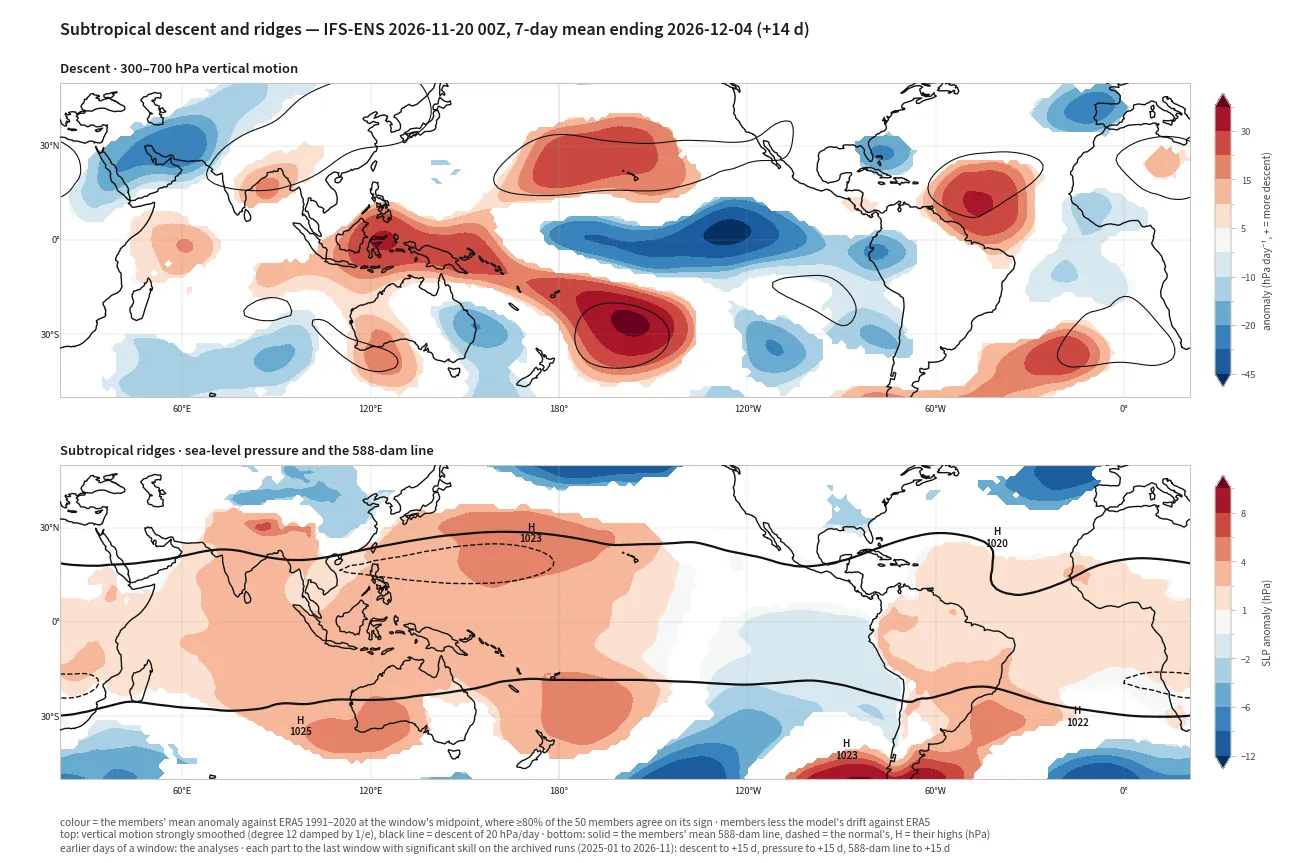 Subtropical descent and ridges — IFS-ENS 2026-11-20 00Z, 7-day mean ending 2026-12-04 (+14 d)
Descent · 300–700 hPa vertical motion
30°N
0°
30°S
60°E
120°E
180°
120°W
60°W
0°
30
15
5
−10
−20
−45
anomaly (hPa day⁻¹, + = more descent)
Subtropical ridges · sea-level pressure and the 588-dam line
30°N
0°
30°S
H
1023
H
1020
H
1025
H
1023
H
1022
60°E
120°E
180°
120°W
60°W
0°
8
4
1
−2
−6
−12
SLP anomaly (hPa)
colour = the members' mean anomaly against ERA5 1991–2020 at the window's midpoint, where ≥80% of the 50 members agree on its sign · members less the model's drift against ERA5
top: vertical motion strongly smoothed (degree 12 damped by 1/e), black line = descent of 20 hPa/day · bottom: solid = the members' mean 588-dam line, dashed = the normal's, H = their highs (hPa)
earlier days of a window: the analyses · each part to the last window with significant skill on the archived runs (2025-01 to 2026-11): descent to +15 d, pressure to +15 d, 588-dam line to +15 d